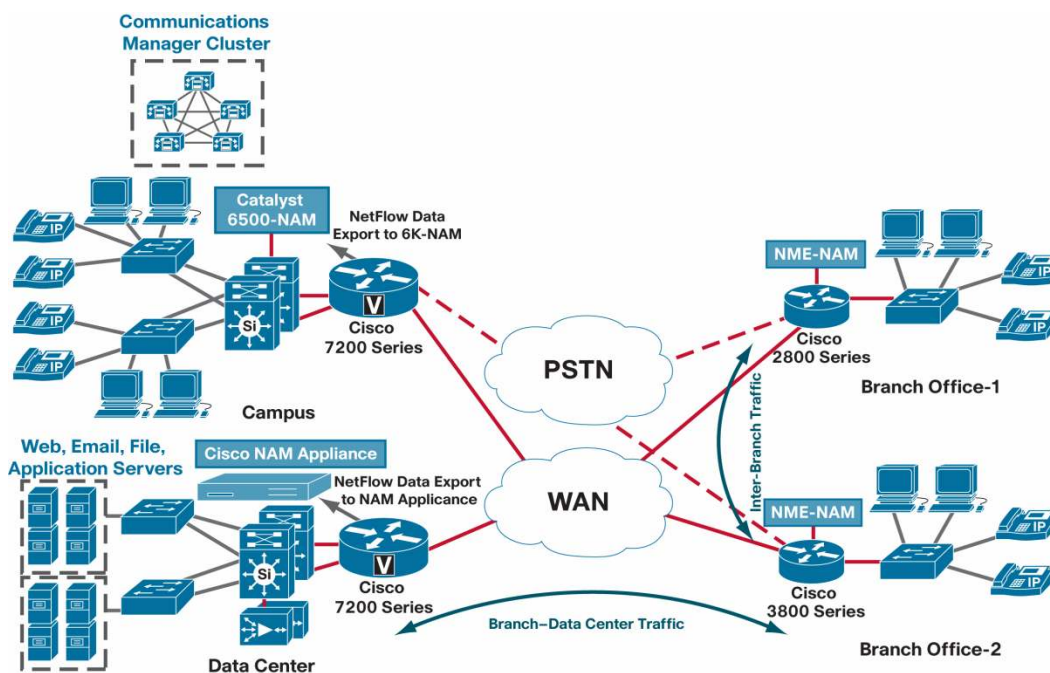 Communications
Manager Cluster
Catalyst
6500-NAM
NetFlow Data
Export to 6K-NAM
IP
IP
IP
IP
Si
V
Cisco
7200 Series
Campus
PSTN
NME-NAM
Cisco
2800 Series
IP
IP
Branch Office-1
Inter-Branch Traffic
Web, Email, File,
Application Servers
Cisco NAM Appliance
NetFlow Data Export
to NAM Applicance
Si
V
Cisco
7200 Series
Data Center
WAN
Branch–Data Center Traffic
NME-NAM
Cisco
3800 Series
IP
IP
Branch Office-2